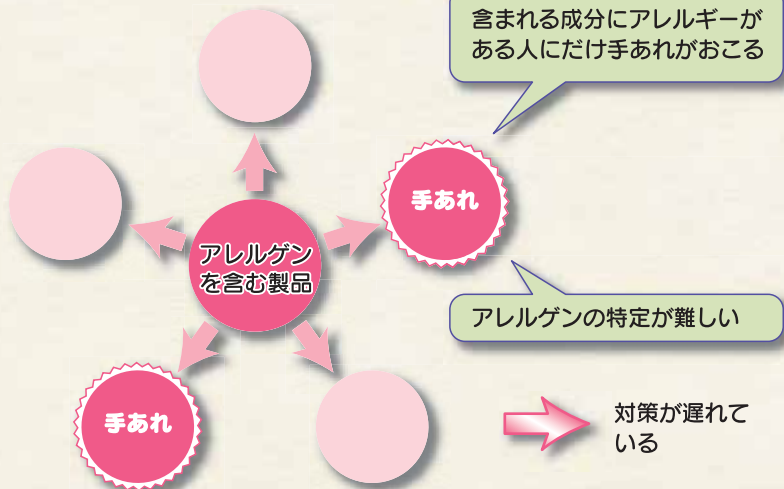 含まれる成分にアレルギーが
ある人にだけ手あれがおこる
手あれ
アレルゲン
を含む製品
アレルゲンの特定が難しい
手あれ
対策が遅れて
いる